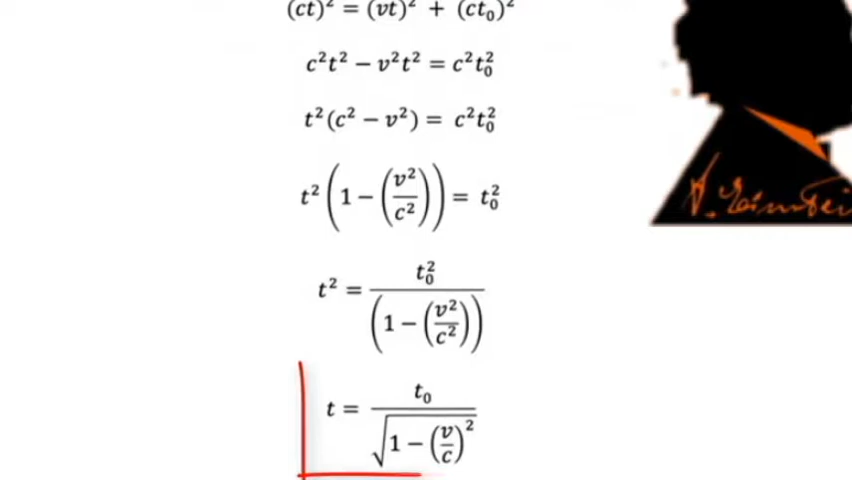 (ct)² = (vt)² + (ct₀)²
c²t² − v²t² = c²t₀²
t²(c² − v²) = c²t₀²
t²(1 − (v²/c²)) = t₀²
t² = t₀²/(1 − (v²/c²))
t = t₀/√(1 − (v/c)²)
A. Einstein